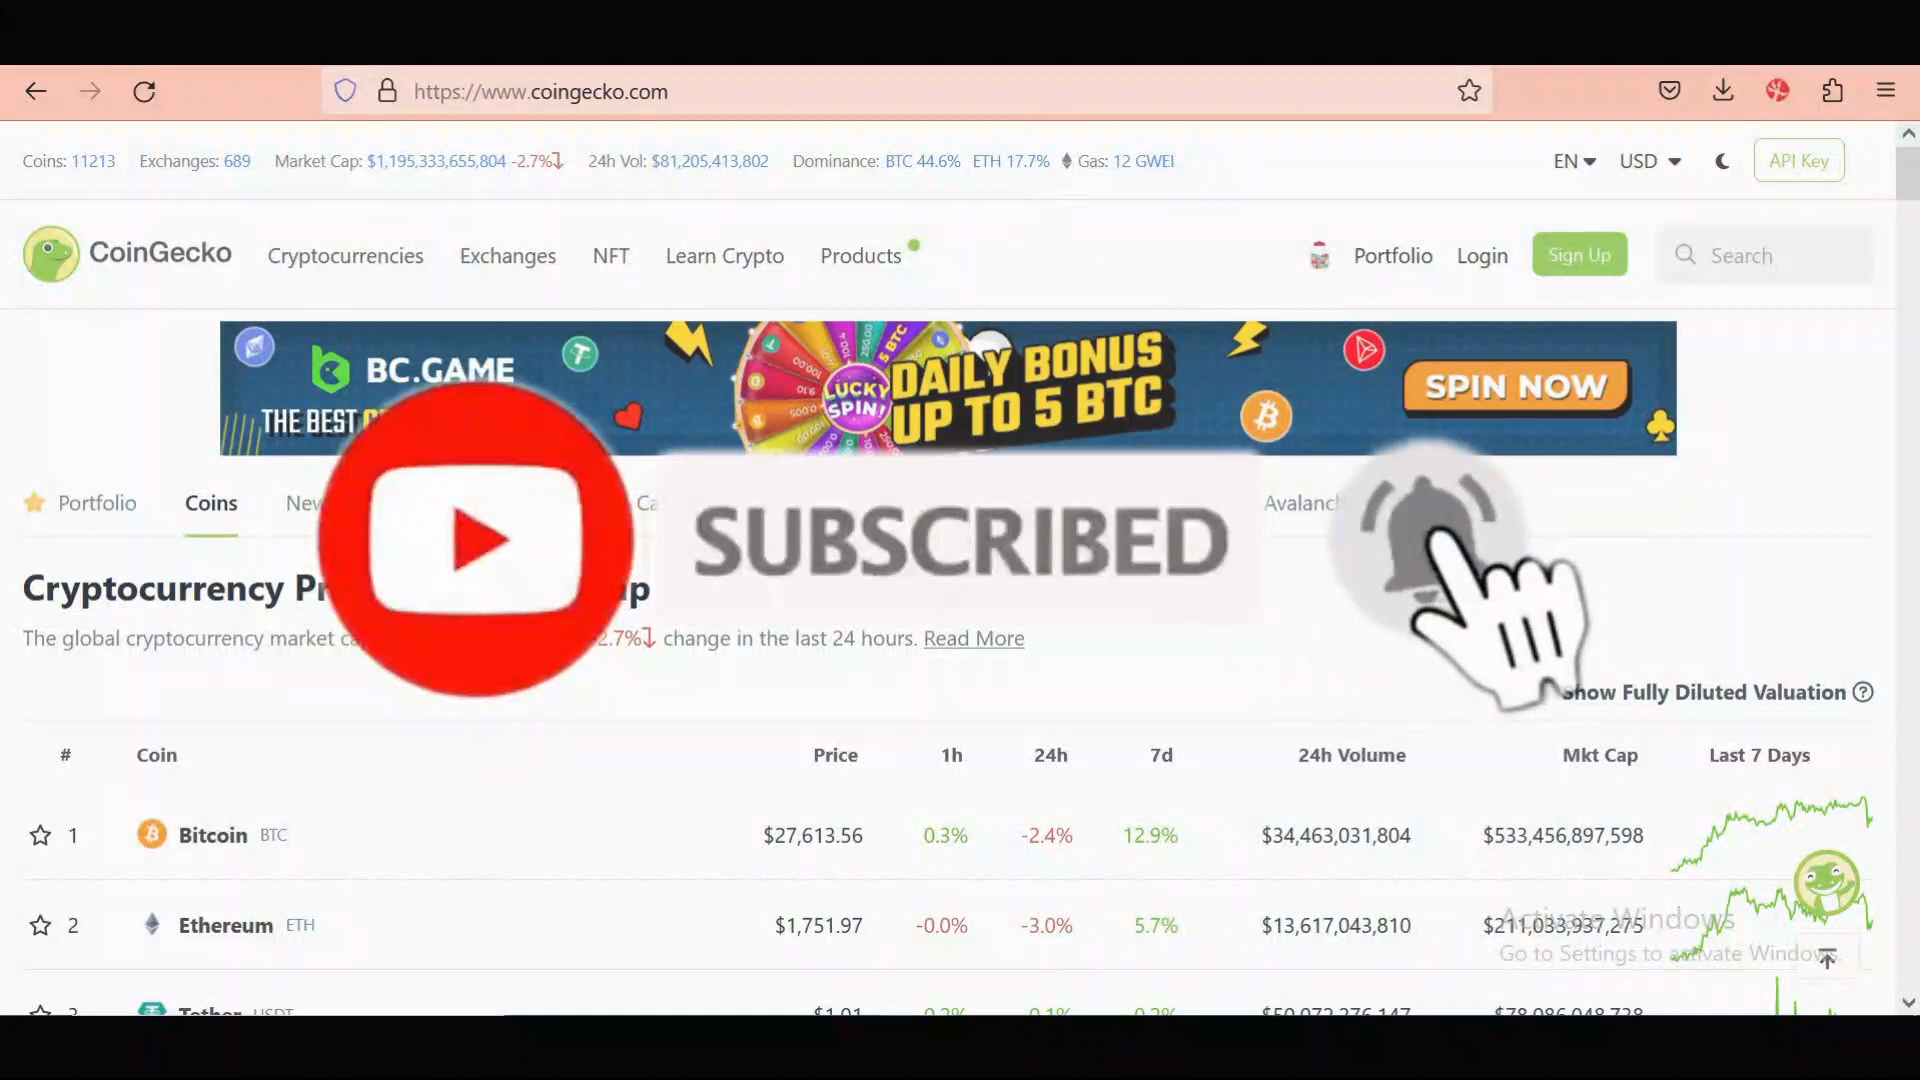 https://www.coingecko.com
Coins: 11213 Exchanges: 689 Market Cap: $1,195,333,655,804 -2.7% 24h Vol: $81,205,413,802 Dominance: BTC 44.6% ETH 17.7% Gas: 12 GWEI EN USD API Key
CoinGecko Cryptocurrencies Exchanges NFT Learn Crypto Products Portfolio Login Sign Up Search
BC.GAME
THE BEST
LUCKY SPIN!
DAILY BONUS
UP TO 5 BTC
SPIN NOW
Portfolio Coins
SUBSCRIBED
Cryptocurrency
The global cryptocurrency market 2.7% change in the last 24 hours. Read More
Show Fully Diluted Valuation
# Coin Price 1h 24h 7d 24h Volume Mkt Cap Last 7 Days
1 Bitcoin BTC $27,613.56 0.3% -2.4% 12.9% $34,463,031,804 $533,456,897,598
2 Ethereum ETH $1,751.97 -0.0% -3.0% 5.7% $13,617,043,810 $211,033,937,275
Activate Windows
Go to Settings to activate Windows.
Tether USDT